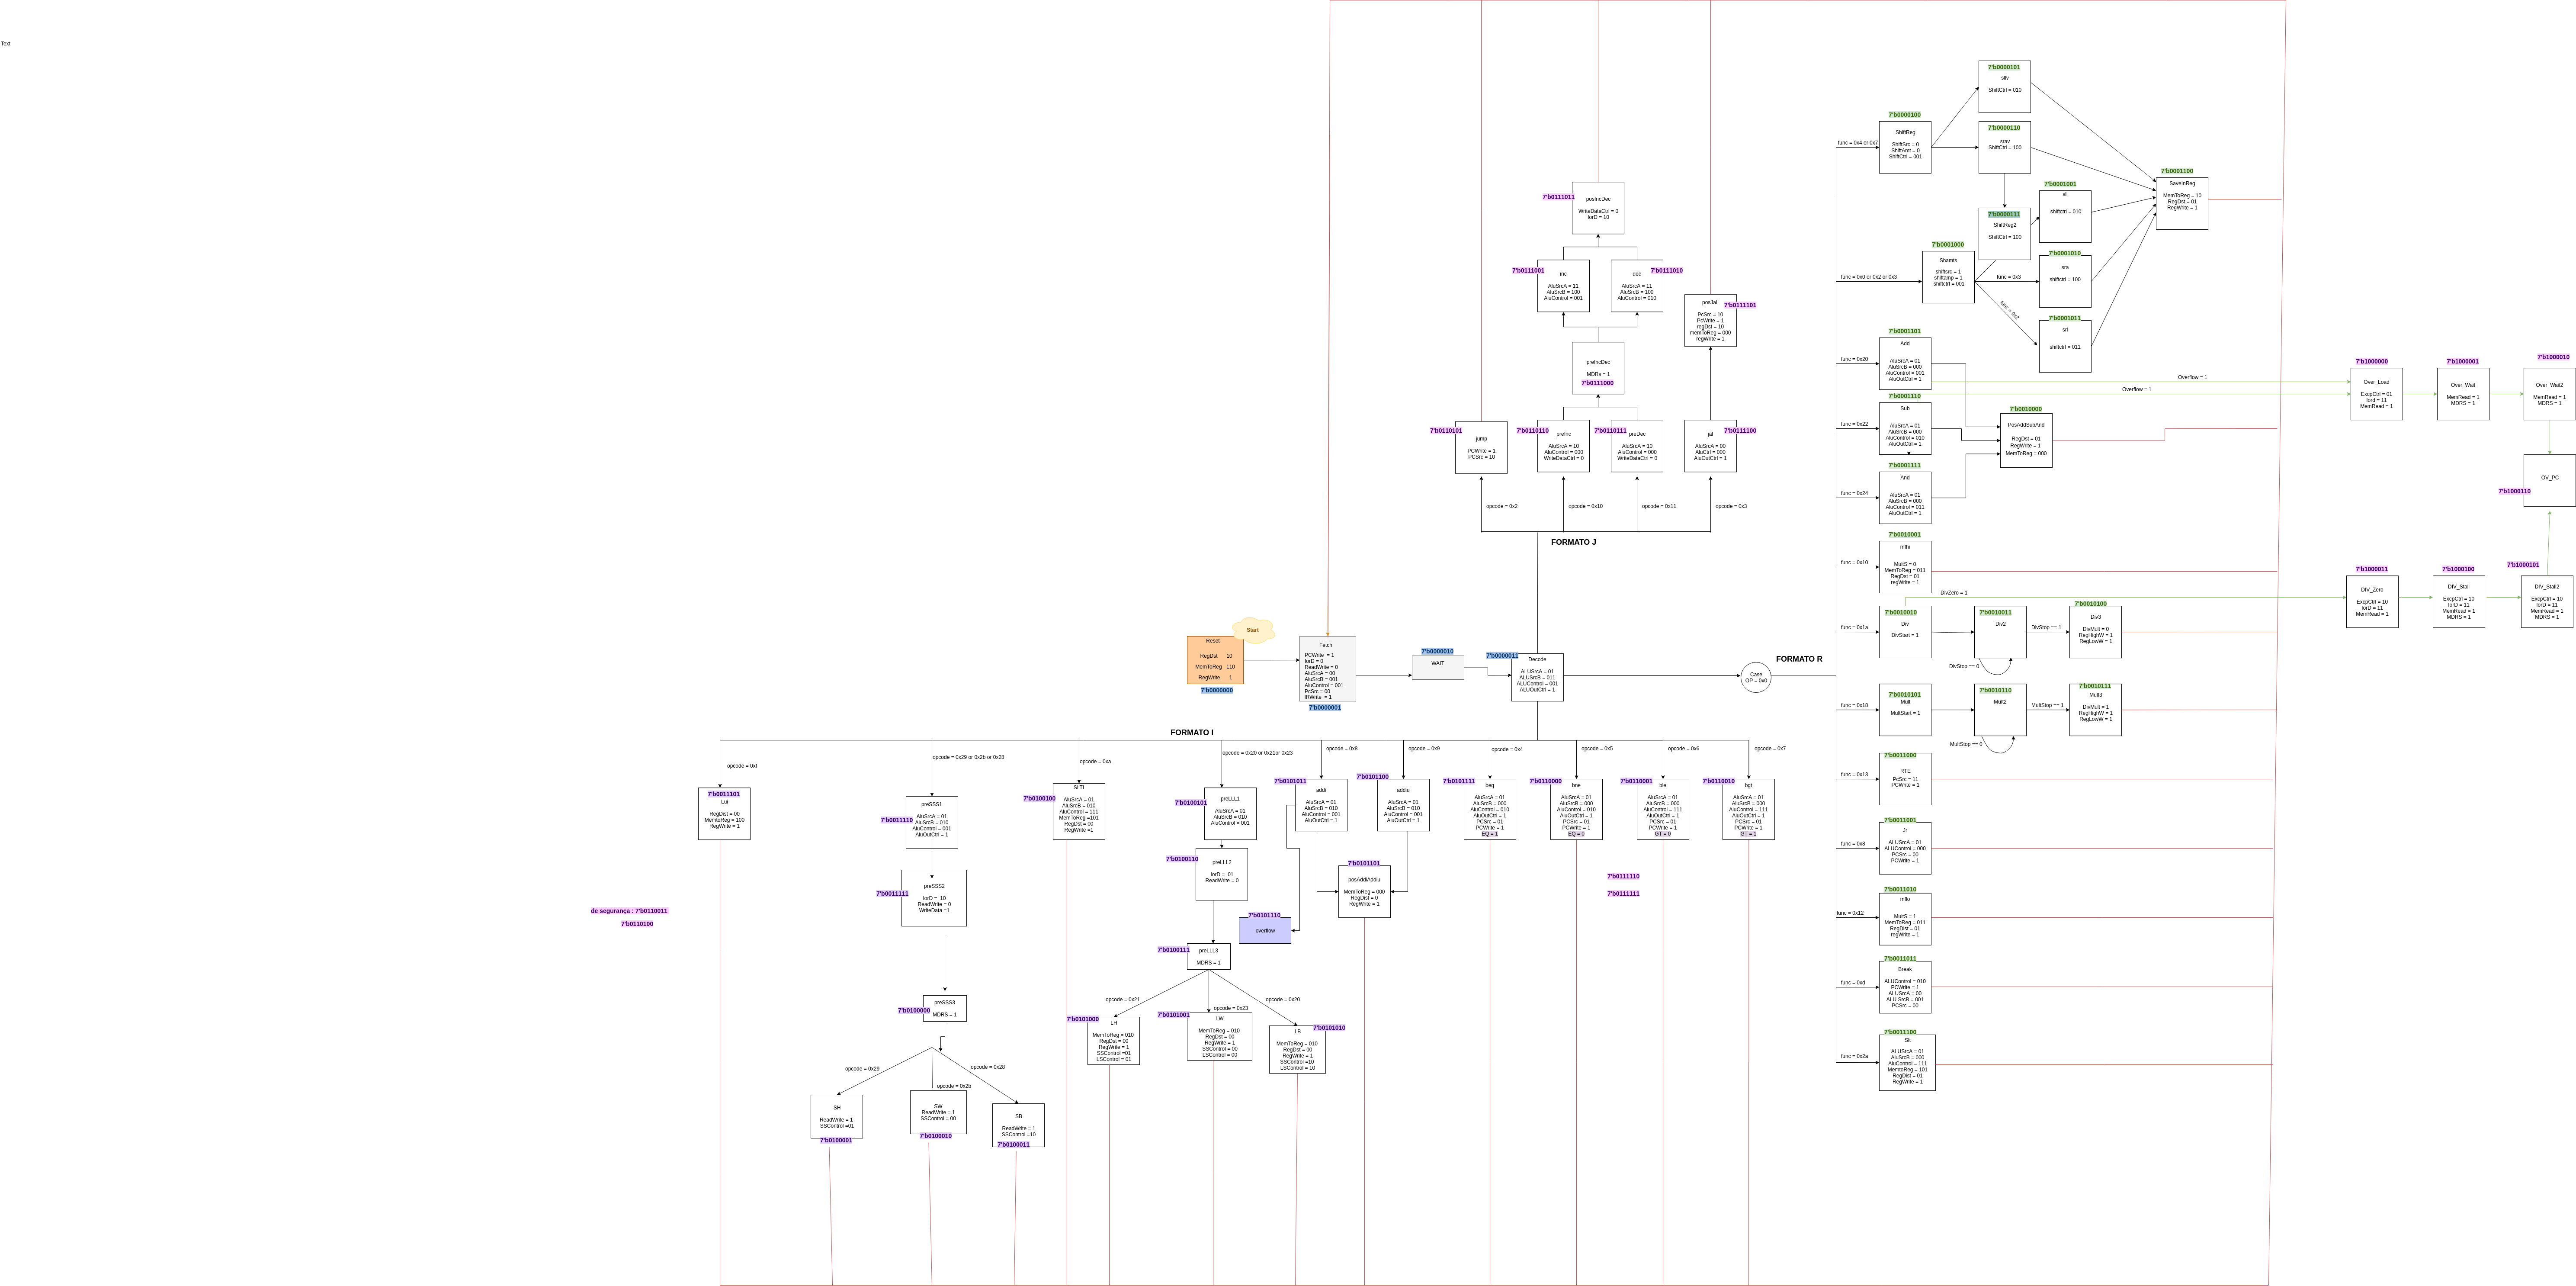 Text
7'b0000101
sllv
ShiftCtrl = 010
7'b0000100
ShiftReg
ShiftSrc = 0
ShiftAmt = 0
ShiftCtrl = 001
func = 0x4 or 0x7
7'b0000110
srav
ShiftCtrl = 100
7'b0000111
ShiftReg2
ShiftCtrl = 100
7'b0001001
sll
shiftctrl = 010
7'b0001100
SaveInReg
MemToReg = 10
RegDst = 01
RegWrite = 1
7'b0001000
Shamts
shiftsrc = 1
shiftamp = 1
shiftctrl = 001
func = 0x0 or 0x2 or 0x3
func = 0x3
func = 0x2
7'b0001010
sra
shiftctrl = 100
7'b0001011
srl
shiftctrl = 011
7'b0111011
posIncDec
WriteDataCtrl = 0
IorD = 10
7'b0111001
inc
AluSrcA = 11
AluSrcB = 100
AluControl = 001
7'b0111010
dec
AluSrcA = 11
AluSrcB = 100
AluControl = 010
posJal
7'b0111101
PcSrc = 10
PcWrite = 1
regDst = 10
memToReg = 000
regWrite = 1
preIncDec
MDRs = 1
7'b0111000
7'b0110101
jump
PCWrite = 1
PCSrc = 10
7'b0110110
preInc
AluSrcA = 10
AluControl = 000
WriteDataCtrl = 0
7'b0110111
preDec
AluSrcA = 10
AluControl = 000
WriteDataCtrl = 0
jal
7'b0111100
AluSrcA = 00
AluCtrl = 000
AluOutCtrl = 1
opcode = 0x2
opcode = 0x10
opcode = 0x11
opcode = 0x3
FORMATO J
7'b0001101
Add
AluSrcA = 01
AluSrcB = 000
AluControl = 001
AluOutCtrl = 1
func = 0x20
Overflow = 1
Overflow = 1
7'b0001110
Sub
AluSrcA = 01
AluSrcB = 000
AluControl = 010
AluOutCtrl = 1
func = 0x22
7'b0010000
PosAddSubAnd
RegDst = 01
RegWrite = 1
MemToReg = 000
7'b0001111
And
AluSrcA = 01
AluSrcB = 000
AluControl = 011
AluOutCtrl = 1
func = 0x24
7'b1000000
Over_Load
ExcpCtrl = 01
Iord = 11
MemRead = 1
7'b1000001
Over_Wait
MemRead = 1
MDRS = 1
7'b1000010
Over_Wait2
MemRead = 1
MDRS = 1
OV_PC
7'b1000110
7'b0010001
mfhi
MultS = 0
MemToReg = 011
RegDist = 01
regWrite = 1
func = 0x10
DivZero = 1
7'b1000011
DIV_Zero
ExcpCtrl = 10
IorD = 11
MemRead = 1
7'b1000100
DIV_Stall
ExcpCtrl = 10
IorD = 11
MemRead = 1
MDRS = 1
7'b1000101
DIV_Stall2
ExcpCtrl = 10
IorD = 11
MemRead = 1
MDRS = 1
func = 0x1a
7'b0010010
Div
DivStart = 1
7'b0010011
Div2
DivStop == 1
DivStop == 0
7'b0010100
Div3
DivMult = 0
RegHighW = 1
RegLowW = 1
Start
Reset
RegDst 10
MemToReg 110
RegWrite 1
7'b0000000
Fetch
PCWrite = 1
IorD = 0
ReadWrite = 0
AluSrcA = 00
AluSrcB = 001
AluControl = 001
PcSrc = 00
IfRWrite = 1
7'b0000001
7'b0000010
WAIT
7'b0000011
Decode
ALUSrcA = 01
ALUSrcB = 011
ALUControl = 001
ALUOutCtrl = 1
Case
OP = 0x0
FORMATO R
func = 0x18
7'b0010101
Mult
MultStart = 1
7'b0010110
Mult2
MultStop == 1
MultStop == 0
7'b0010111
Mult3
DivMult = 1
RegHighW = 1
RegLowW = 1
func = 0x13
7'b0011000
RTE
PcSrc = 11
PCWrite = 1
func = 0x8
7'b0011001
Jr
ALUSrcA = 01
ALUControl = 000
PCSrc = 00
PCWrite = 1
func = 0x12
7'b0011010
mflo
MultS = 1
MemToReg = 011
RegDist = 01
regWrite = 1
func = 0xd
7'b0011011
Break
ALUControl = 010
PCWrite = 1
ALUSrcA = 00
ALU SrcB = 001
PCSrc = 00
func = 0x2a
7'b0011100
Slt
ALUSrcA = 01
AluSrcB = 000
AluControl = 111
MemtoReg = 101
RegDist = 01
RegWrite = 1
FORMATO I
opcode = 0xf
7'b0011101
Lui
RegDst = 00
MemtoReg = 100
RegWrite = 1
opcode = 0x29 or 0x2b or 0x28
preSSS1
7'b0011110
AluSrcA = 01
AluSrcB = 010
AluControl = 001
AluOutCtrl = 1
7'b0011111
preSSS2
IorD = 10
ReadWrite = 0
WriteData =1
7'b0100000
preSSS3
MDRS = 1
opcode = 0x29
opcode = 0x2b
opcode = 0x28
SH
ReadWrite = 1
SSControl =01
7'b0100001
SW
ReadWrite = 1
SSControl = 00
7'b0100010
SB
ReadWrite = 1
SSControl =10
7'b0100011
opcode = 0xa
7'b0100100
SLTI
AluSrcA = 01
AluSrcB = 010
AluControl = 111
MemToReg =101
RegDst = 00
RegWrite =1
opcode = 0x20 or 0x21or 0x23
7'b0100101
preLLL1
AluSrcA = 01
AluSrcB = 010
AluControl = 001
7'b0100110
preLLL2
IorD = 01
ReadWrite = 0
7'b0100111
preLLL3
MDRS = 1
opcode = 0x21
opcode = 0x23
opcode = 0x20
7'b0101000
LH
MemToReg = 010
RegDst = 00
RegWrite = 1
SSControl =01
LSControl = 01
7'b0101001
LW
MemToReg = 010
RegDst = 00
RegWrite = 1
SSControl = 00
LSControl = 00
LB
7'b0101010
MemToReg = 010
RegDst = 00
RegWrite = 1
SSControl =10
LSControl = 10
opcode = 0x8
7'b0101011
addi
AluSrcA = 01
AluSrcB = 010
AluControl = 001
AluOutCtrl = 1
opcode = 0x9
7'b0101100
addiu
AluSrcA = 01
AluSrcB = 010
AluControl = 001
AluOutCtrl = 1
7'b0101101
posAddiAddiu
MemToReg = 000
RegDist = 0
RegWrite = 1
7'b0101110
overflow
opcode = 0x4
7'b0101111
beq
AluSrcA = 01
AluSrcB = 000
AluControl = 010
AluOutCtrl = 1
PCSrc = 01
PCWrite = 1
EQ = 1
opcode = 0x5
7'b0110000
bne
AluSrcA = 01
AluSrcB = 000
AluControl = 010
AluOutCtrl = 1
PCSrc = 01
PCWrite = 1
EQ = 0
opcode = 0x6
7'b0110001
ble
AluSrcA = 01
AluSrcB = 000
AluControl = 111
AluOutCtrl = 1
PCSrc = 01
PCWrite = 1
GT = 0
opcode = 0x7
7'b0110010
bgt
AluSrcA = 01
AluSrcB = 000
AluControl = 111
AluOutCtrl = 1
PCSrc = 01
PCWrite = 1
GT = 1
7'b0111110
7'b0111111
de segurança : 7'b0110011
7'b0110100